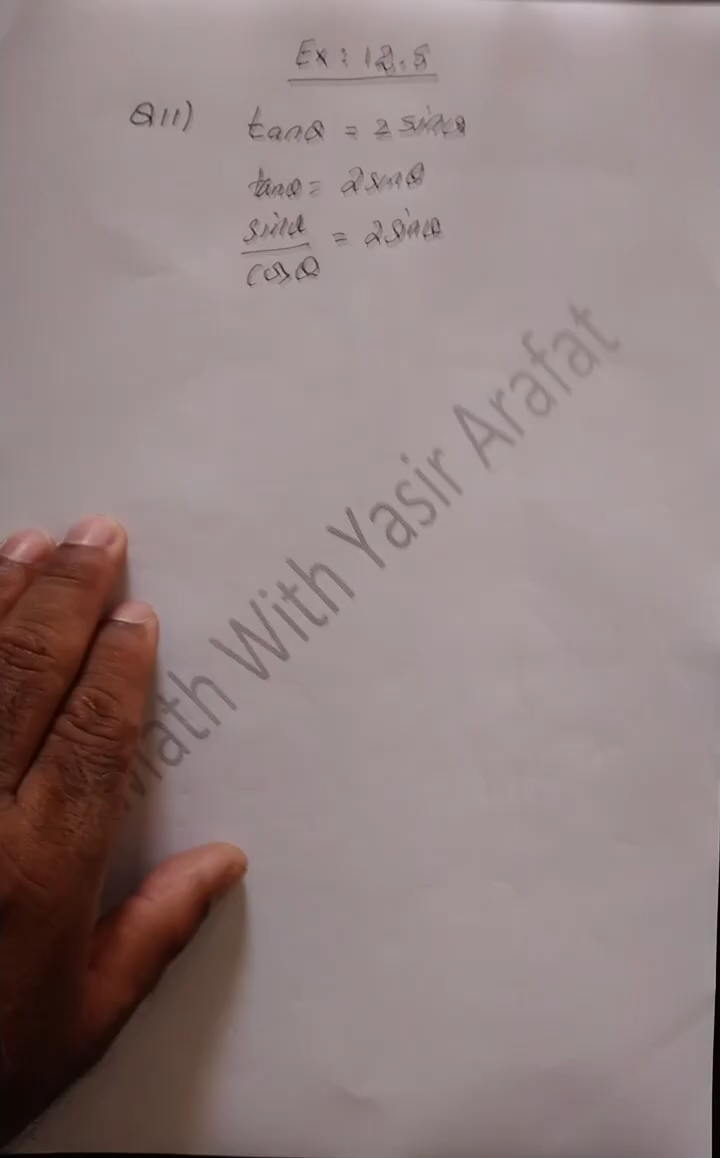 Ex: 12.5
Q11) tanθ = 2 sinθ
tanθ = 2sinθ
sinθ
cosθ = 2sinθ
Math With Yasir Arafat